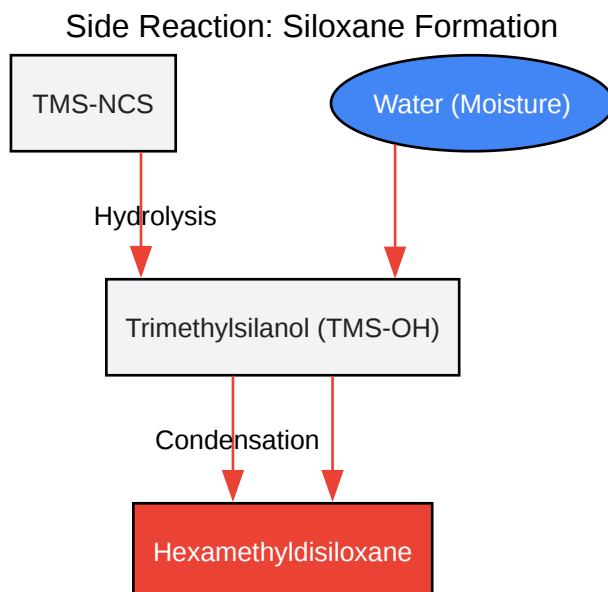 Side Reaction: Siloxane Formation
TMS-NCS
Water (Moisture)
Hydrolysis
Trimethylsilanol (TMS-OH)
Condensation
Hexamethyldisiloxane